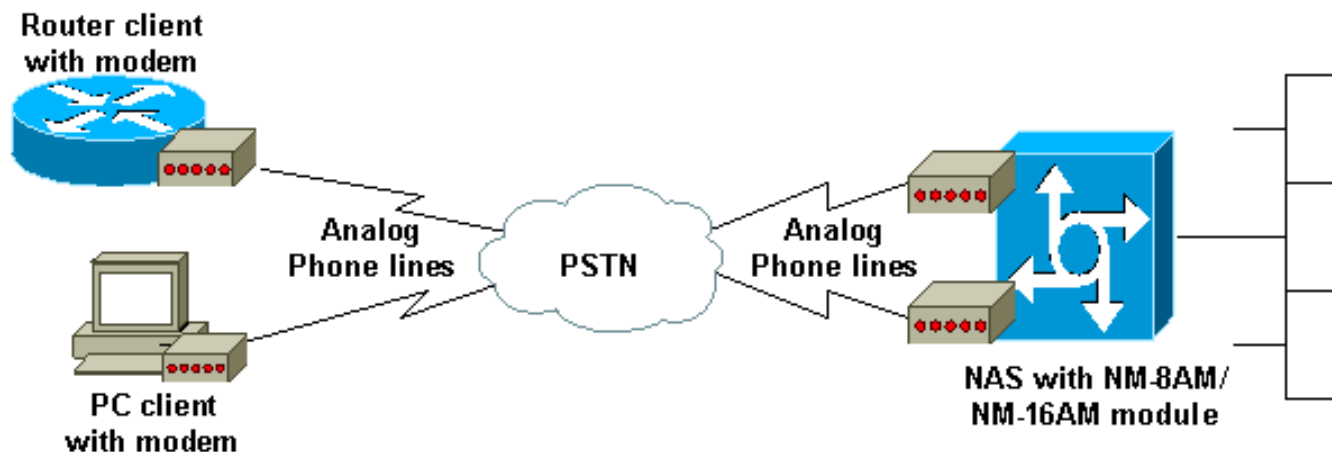 Router client
with modem
Analog
Phone lines
PSTN
Analog
Phone lines
PC client
with modem
NAS with NM-8AM/
NM-16AM module